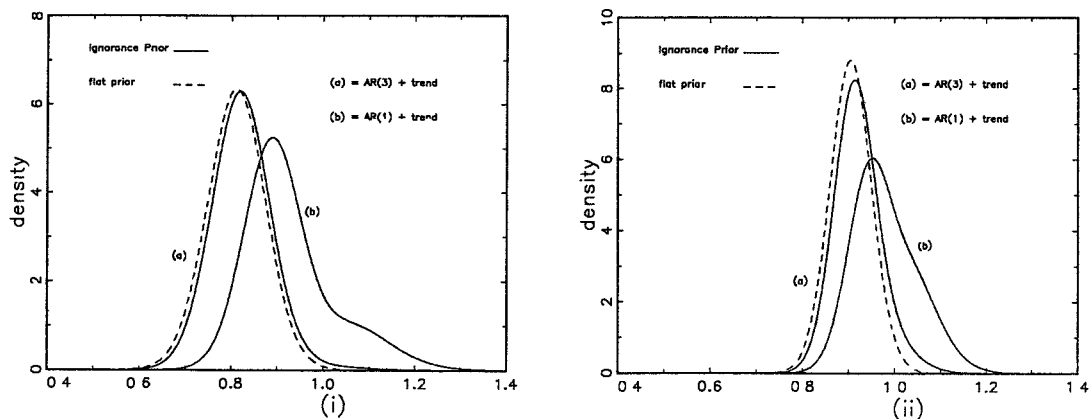 8
6
4
2
0
density
Ignorance Prior
flat prior
(a) = AR(3) + trend
(b) = AR(1) + trend
(a)
(b)
0 4 0 6 0.8 1.0 1.2 1.4
(i)
10
8
6
4
2
0
density
Ignorance Prior
flat prior
(a) = AR(3) + trend
(b) = AR(1) + trend
(a)
(b)
0 4 0.6 0 8 1 0 1.2 1 4
(ii)